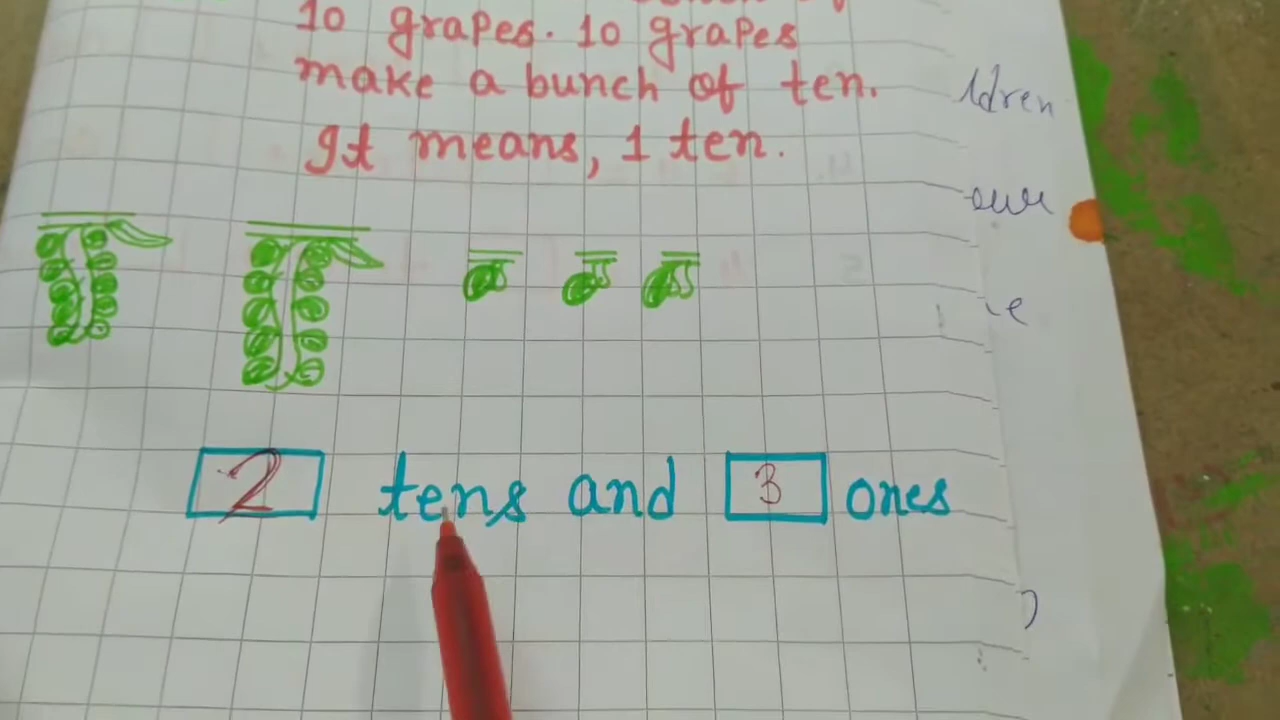 10 grapes. 10 grapes
make a bunch of ten.
It means, 1 ten.
2 tens and 3 ones